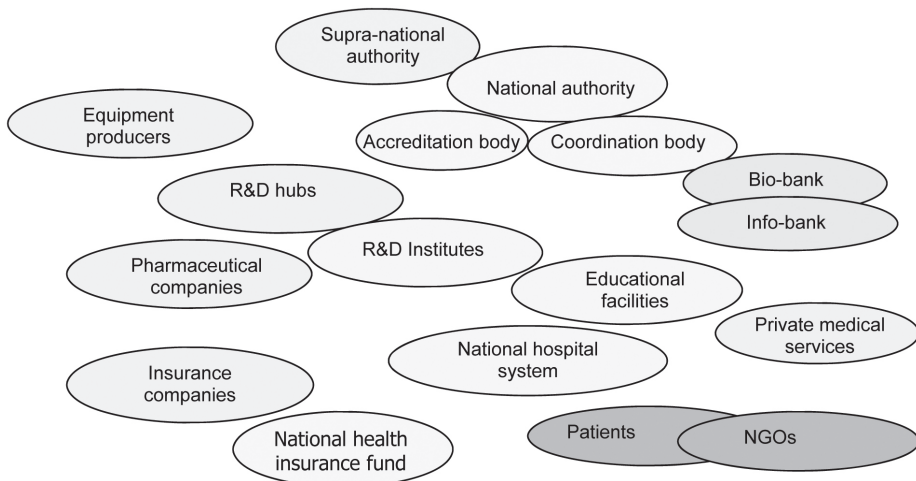 Supra-national
authority
National authority
Equipment
producers
Accreditation body
Coordination body
Bio-bank
R&D hubs
Info-bank
R&D Institutes
Pharmaceutical
companies
Educational
facilities
Private medical
services
National hospital
system
Insurance
companies
Patients
NGOs
National health
insurance fund